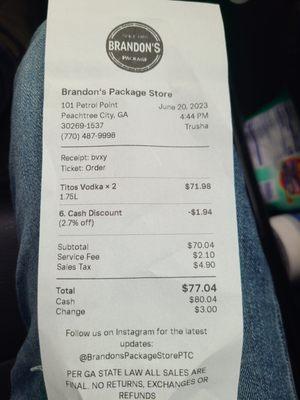 SINCE 1985
BRANDON'S
PACKAGE
Brandon's Package Store
101 Petrol Point June 20, 2023
Peachtree City, GA 4:44 PM
30269-1537 Trusha
(770) 487-9998
Receipt: bvxy
Ticket: Order
Titos Vodka × 2 $71.98
1.75L
6. Cash Discount -$1.94
(2.7% off)
Subtotal $70.04
Service Fee $2.10
Sales Tax $4.90
Total $77.04
Cash $80.04
Change $3.00
Follow us on Instagram for the latest
updates:
@BrandonsPackageStorePTC
PER GA STATE LAW ALL SALES ARE
FINAL. NO RETURNS, EXCHANGES OR
REFUNDS